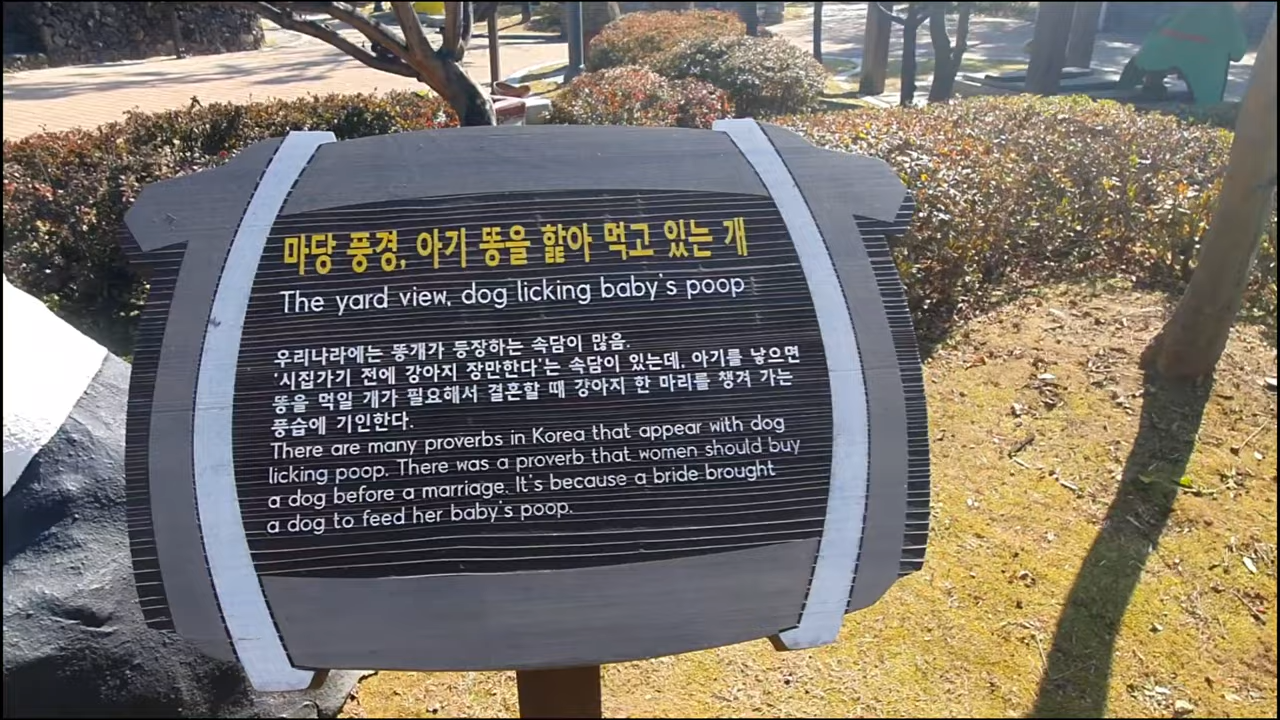 마당 풍경, 아기 똥을 핥아 먹고 있는 개
The yard view, dog licking baby's poop
우리나라에는 똥개가 등장하는 속담이 많음.
'시집가기 전에 강아지 장만한다'는 속담이 있는데, 아기를 낳으면
똥을 먹일 개가 필요해서 결혼할 때 강아지 한 마리를 챙겨 가는
풍습에 기인한다.
There are many proverbs in Korea that appear with dog
licking poop. There was a proverb that women should buy
a dog before a marriage. It's because a bride brought
a dog to feed her baby's poop.